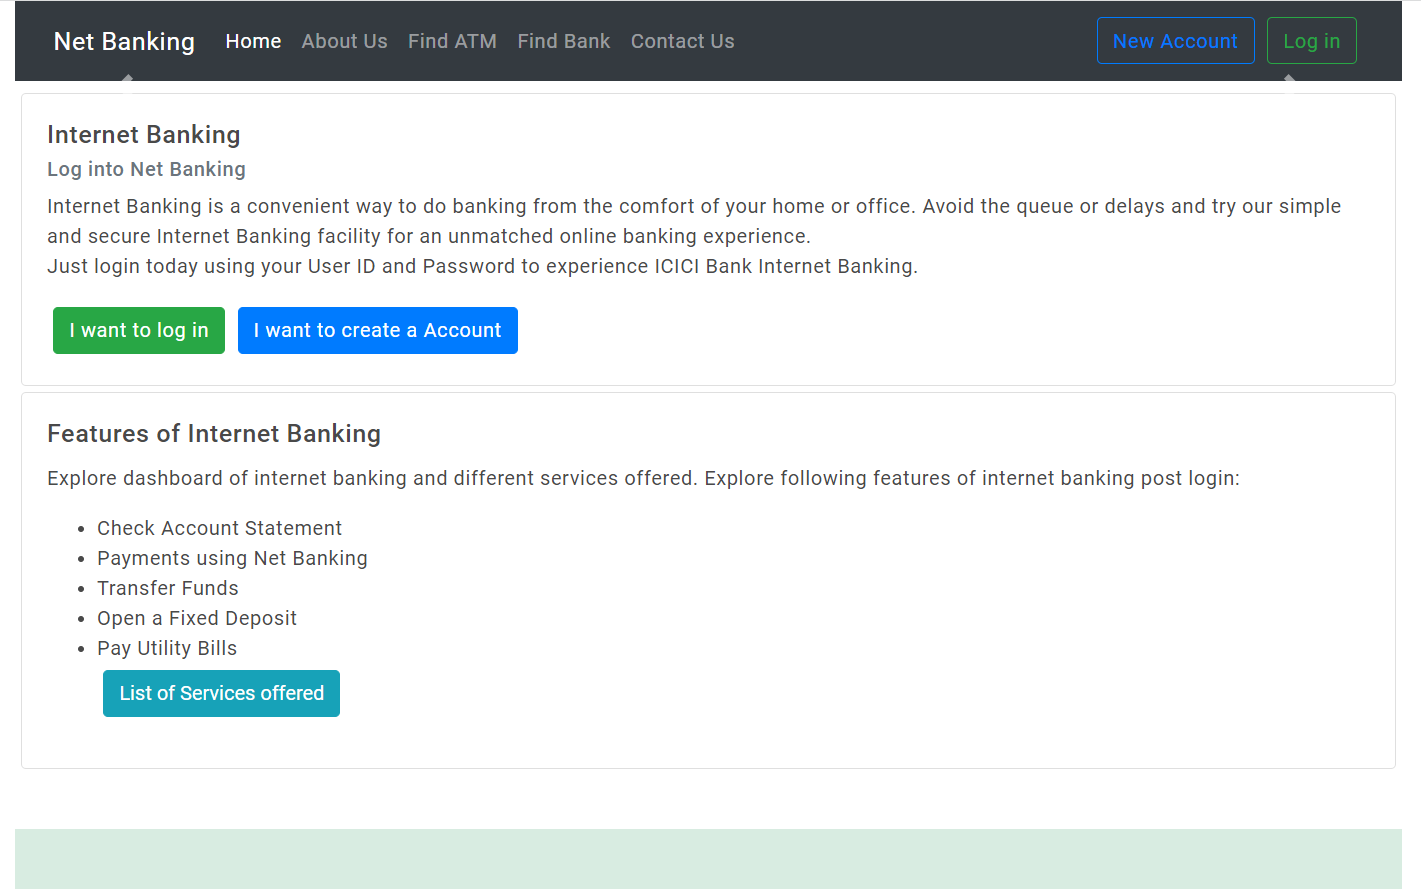 Net Banking Home About Us Find ATM Find Bank Contact Us New Account Log in
Internet Banking
Log into Net Banking
Internet Banking is a convenient way to do banking from the comfort of your home or office. Avoid the queue or delays and try our simple
and secure Internet Banking facility for an unmatched online banking experience.
Just login today using your User ID and Password to experience ICICI Bank Internet Banking.
I want to log in I want to create a Account
Features of Internet Banking
Explore dashboard of internet banking and different services offered. Explore following features of internet banking post login:
• Check Account Statement
• Payments using Net Banking
• Transfer Funds
• Open a Fixed Deposit
• Pay Utility Bills
List of Services offered